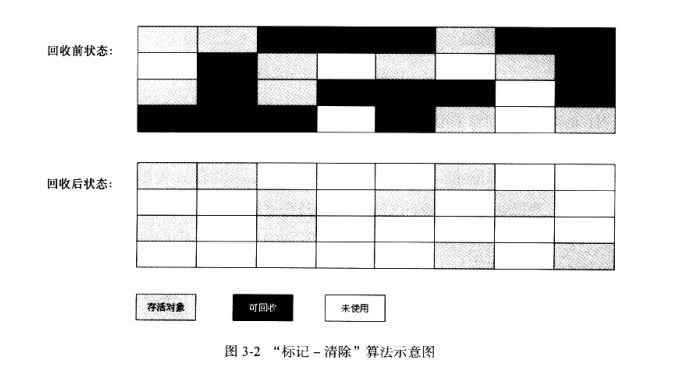 回收前状态：
回收后状态：
存活对象
可回收
未使用
图 3-2 “标记－清除”算法示意图